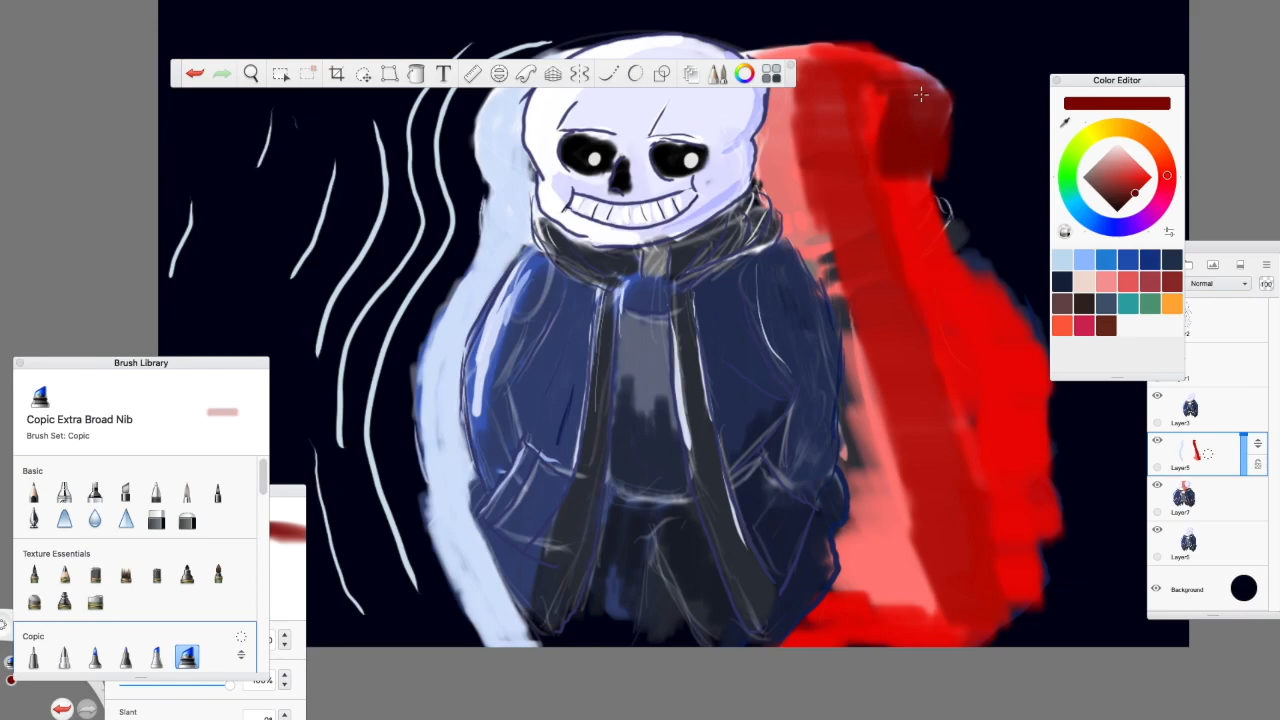 T
Color Editor
Normal
Brush Library
Copic Extra Broad Nib
Brush Set: Copic
Layer3
Basic
Layer5
Layer7
Texture Essentials
Layer6
Background
Copic
Slant